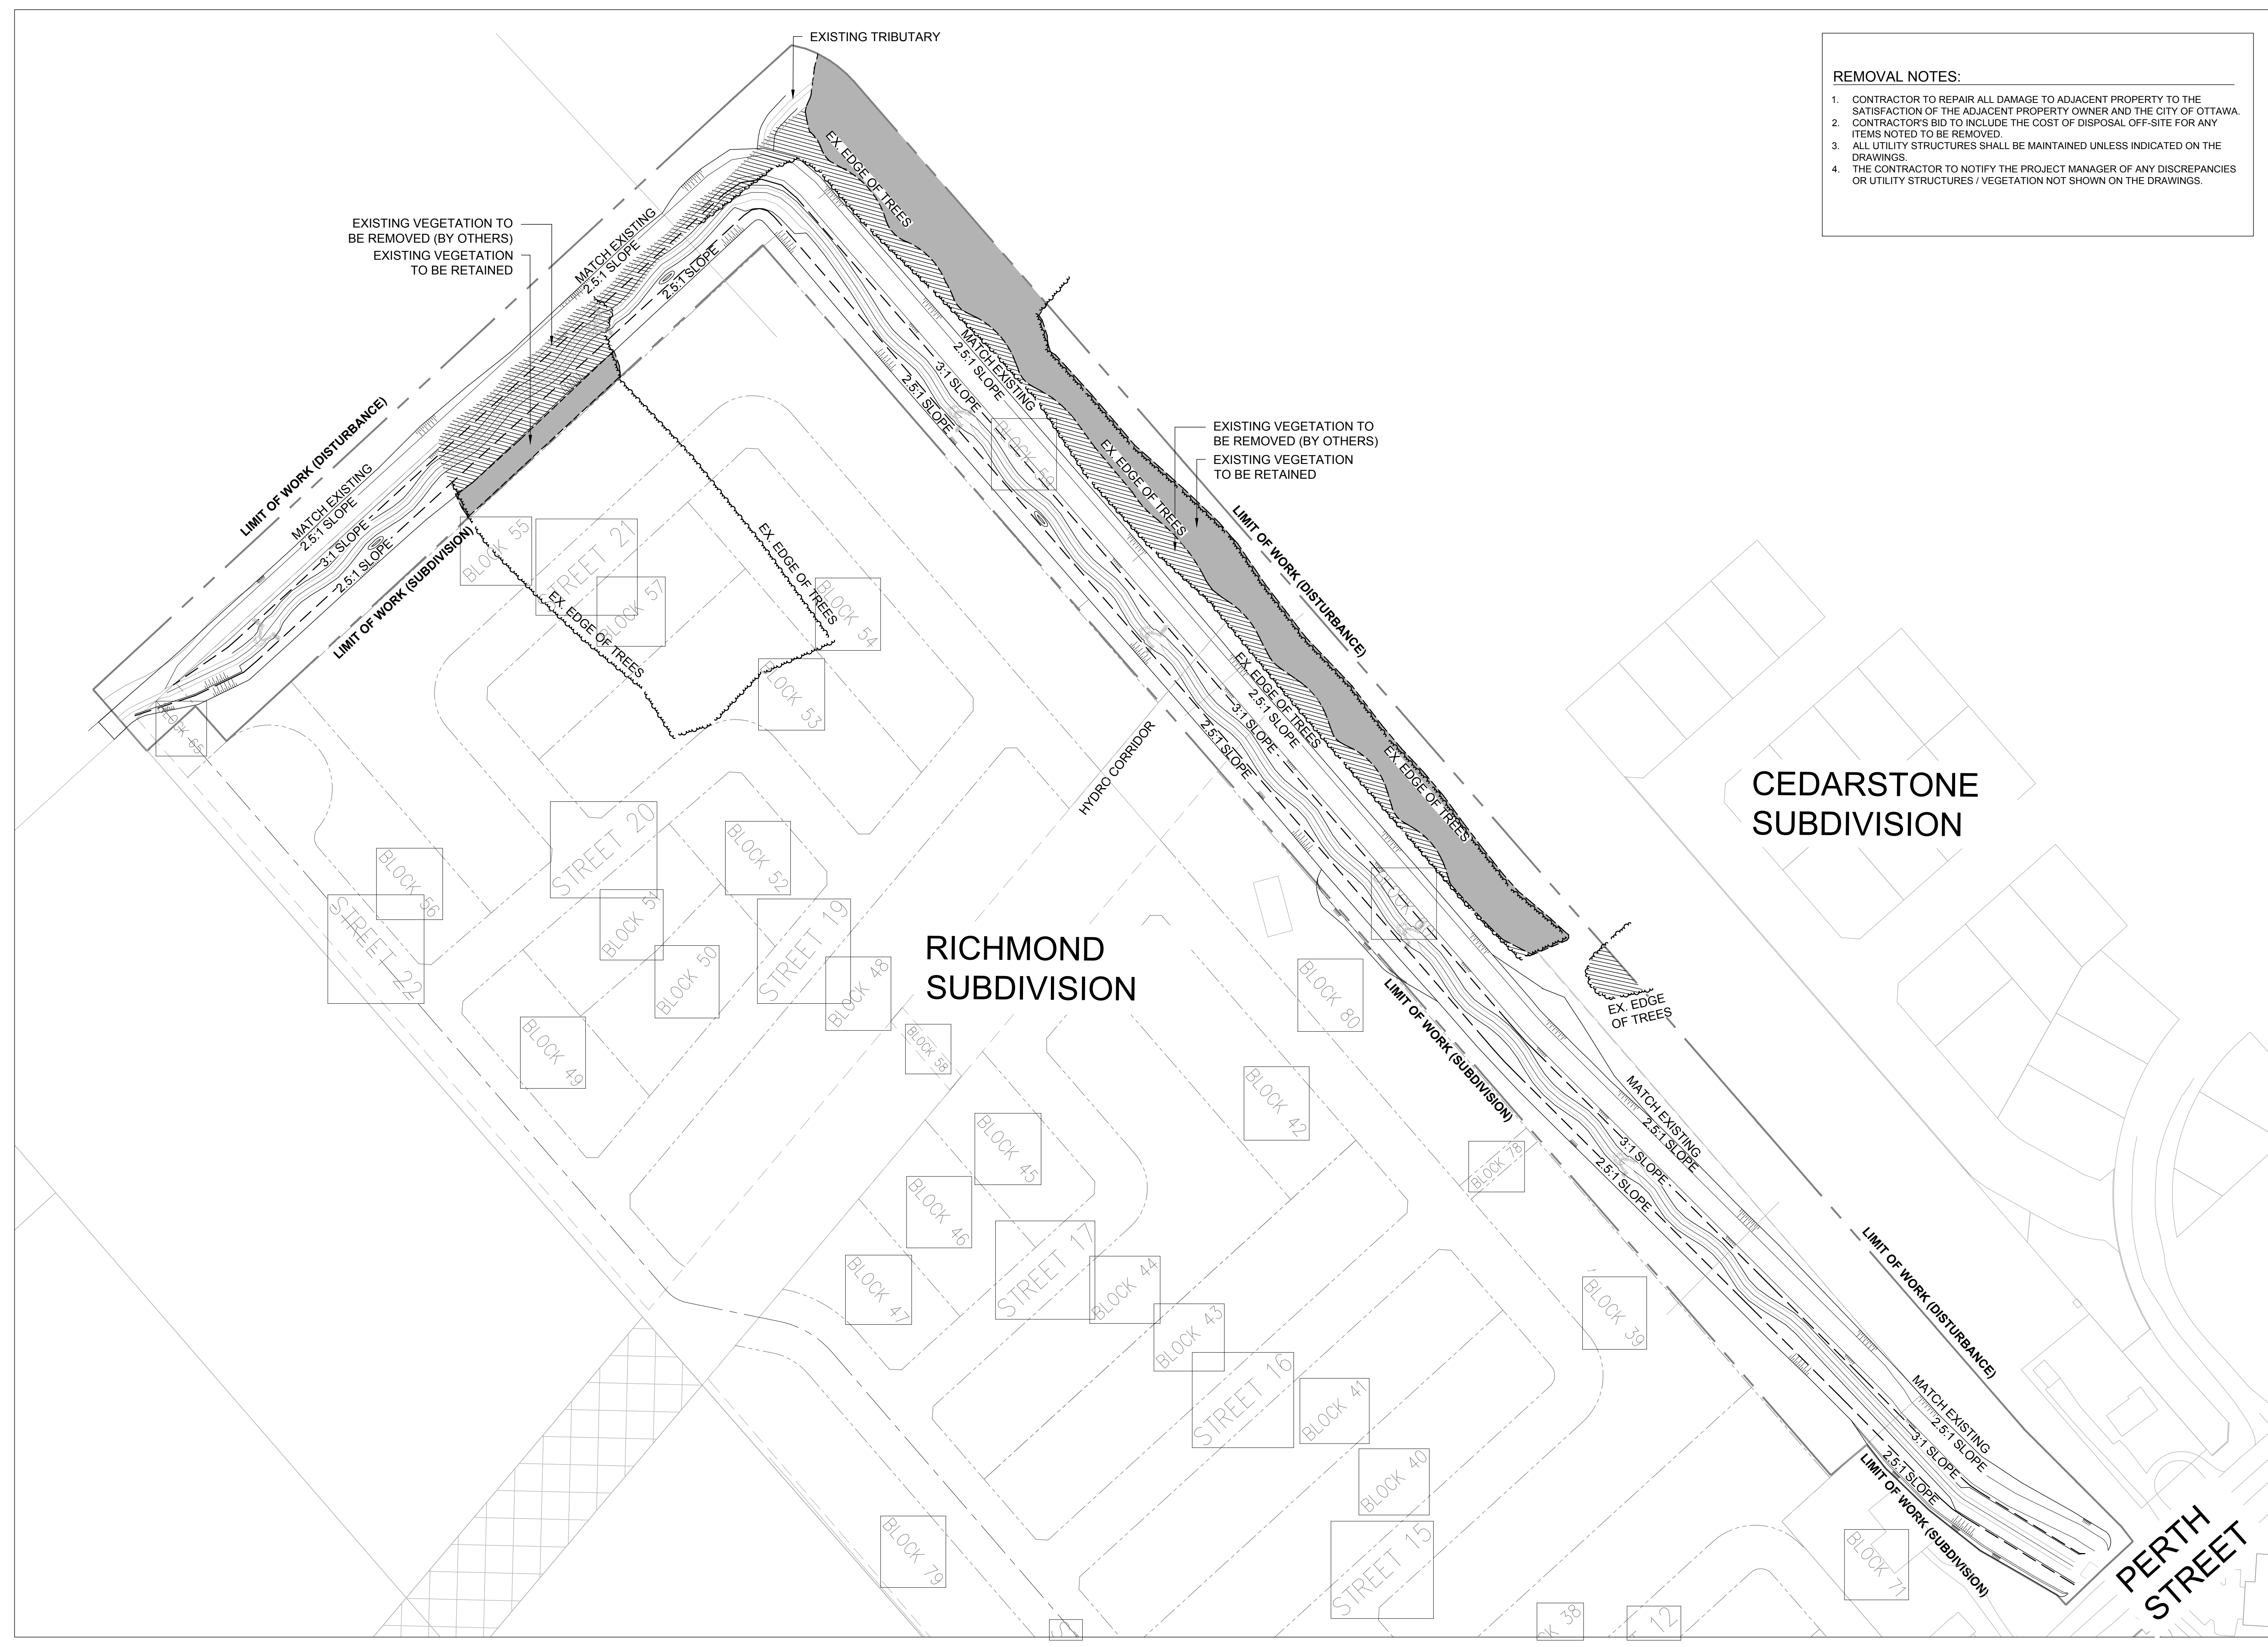 EXISTING TRIBUTARY
REMOVAL NOTES:
1. CONTRACTOR TO REPAIR ALL DAMAGE TO ADJACENT PROPERTY TO THE
SATISFACTION OF THE ADJACENT PROPERTY OWNER AND THE CITY OF OTTAWA.
2. CONTRACTOR'S BID TO INCLUDE THE COST OF DISPOSAL OFF-SITE FOR ANY
ITEMS NOTED TO BE REMOVED.
3. ALL UTILITY STRUCTURES SHALL BE MAINTAINED UNLESS INDICATED ON THE
DRAWINGS.
4. THE CONTRACTOR TO NOTIFY THE PROJECT MANAGER OF ANY DISCREPANCIES
OR UTILITY STRUCTURES / VEGETATION NOT SHOWN ON THE DRAWINGS.
EX. EDGE OF TREES
EXISTING VEGETATION TO
BE REMOVED (BY OTHERS)
EXISTING VEGETATION
TO BE RETAINED
MATCH EXISTING
2.5:1 SLOPE
2.5:1 SLOPE
MATCH EXISTING
2.5:1 SLOPE
3:1 SLOPE
2.5:1 SLOPE
LIMIT OF WORK (DISTURBANCE)
MATCH EXISTING
2.5:1 SLOPE
3:1 SLOPE
2.5:1 SLOPE
LIMIT OF WORK (SUBDIVISION)
EXISTING VEGETATION TO
BE REMOVED (BY OTHERS)
EXISTING VEGETATION
TO BE RETAINED
EX. EDGE OF TREES
LIMIT OF WORK (DISTURBANCE)
BLOCK 55
STREET 21
BLOCK 57
EX. EDGE OF TREES
EX. EDGE OF TREES
BLOCK 54
BLOCK 53
BLOCK 65
EX. EDGE OF TREES
2.5:1 SLOPE
3:1 SLOPE
2.5:1 SLOPE
HYDRO CORRIDOR
EX. EDGE OF TREES
CEDARSTONE
SUBDIVISION
STREET 20
BLOCK 52
BLOCK 56
BLOCK 51
STREET 19
STREET 22
BLOCK 50
BLOCK 48
RICHMOND
SUBDIVISION
BLOCK 49
BLOCK 58
BLOCK 80
EX. EDGE
OF TREES
LIMIT OF WORK (SUBDIVISION)
BLOCK 42
BLOCK 45
BLOCK 78
MATCH EXISTING
2.5:1 SLOPE
3:1 SLOPE
2.5:1 SLOPE
BLOCK 46
STREET 17
BLOCK 47
BLOCK 44
BLOCK 43
BLOCK 39
LIMIT OF WORK (DISTURBANCE)
STREET 16
BLOCK 41
BLOCK 40
MATCH EXISTING
2.5:1 SLOPE
3:1 SLOPE
2.5:1 SLOPE
LIMIT OF WORK (SUBDIVISION)
BLOCK 79
STREET 15
BLOCK 71
PERTH
STREET
CK 38
T 12